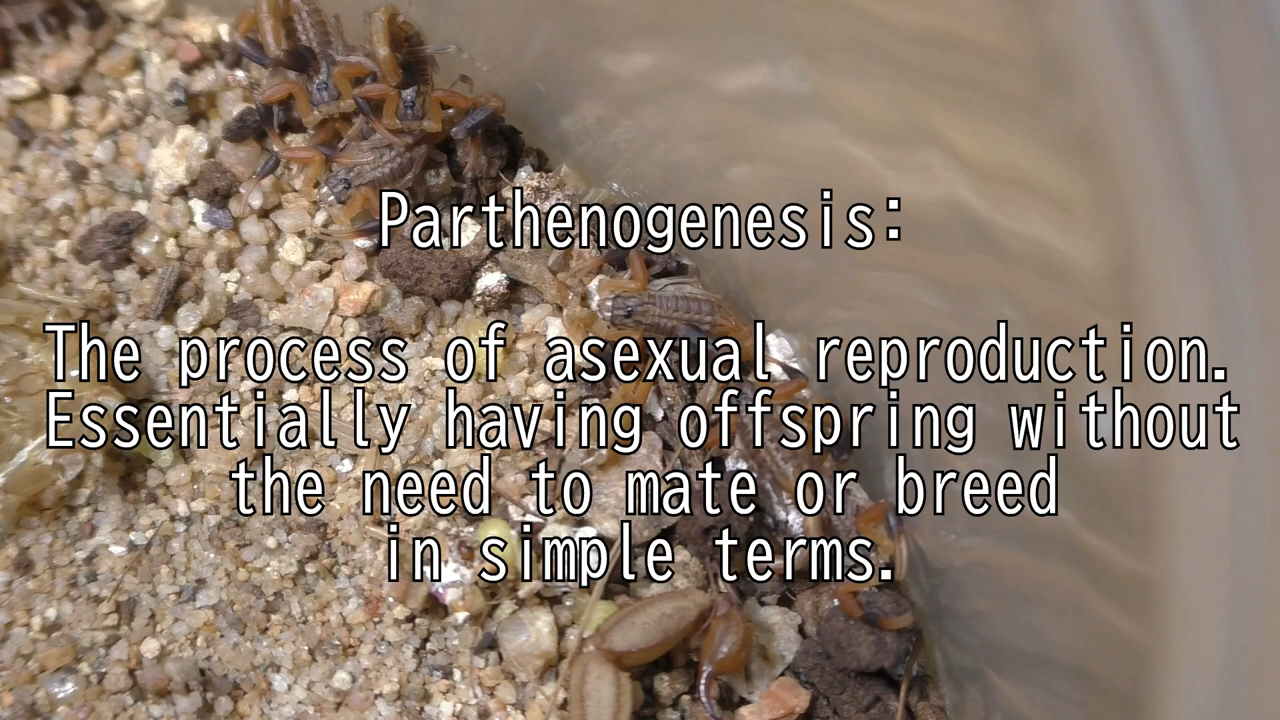 Parthenogenesis:
The process of asexual reproduction.
Essentially having offspring without
the need to mate or breed
in simple terms.